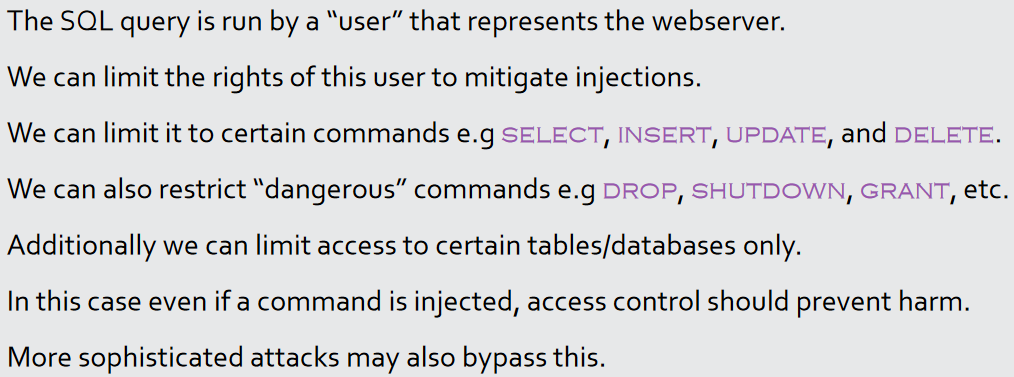 The SQL query is run by a “user” that represents the webserver.
We can limit the rights of this user to mitigate injections.
We can limit it to certain commands e.g SELECT, INSERT, UPDATE, and DELETE.
We can also restrict “dangerous” commands e.g DROP, SHUTDOWN, GRANT, etc.
Additionally we can limit access to certain tables/databases only.
In this case even if a command is injected, access control should prevent harm.
More sophisticated attacks may also bypass this.